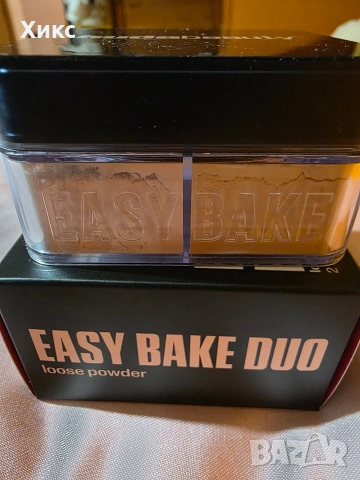 Хикс
EASY BAKE
EASY BAKE DUO
loose powder
BAZAR